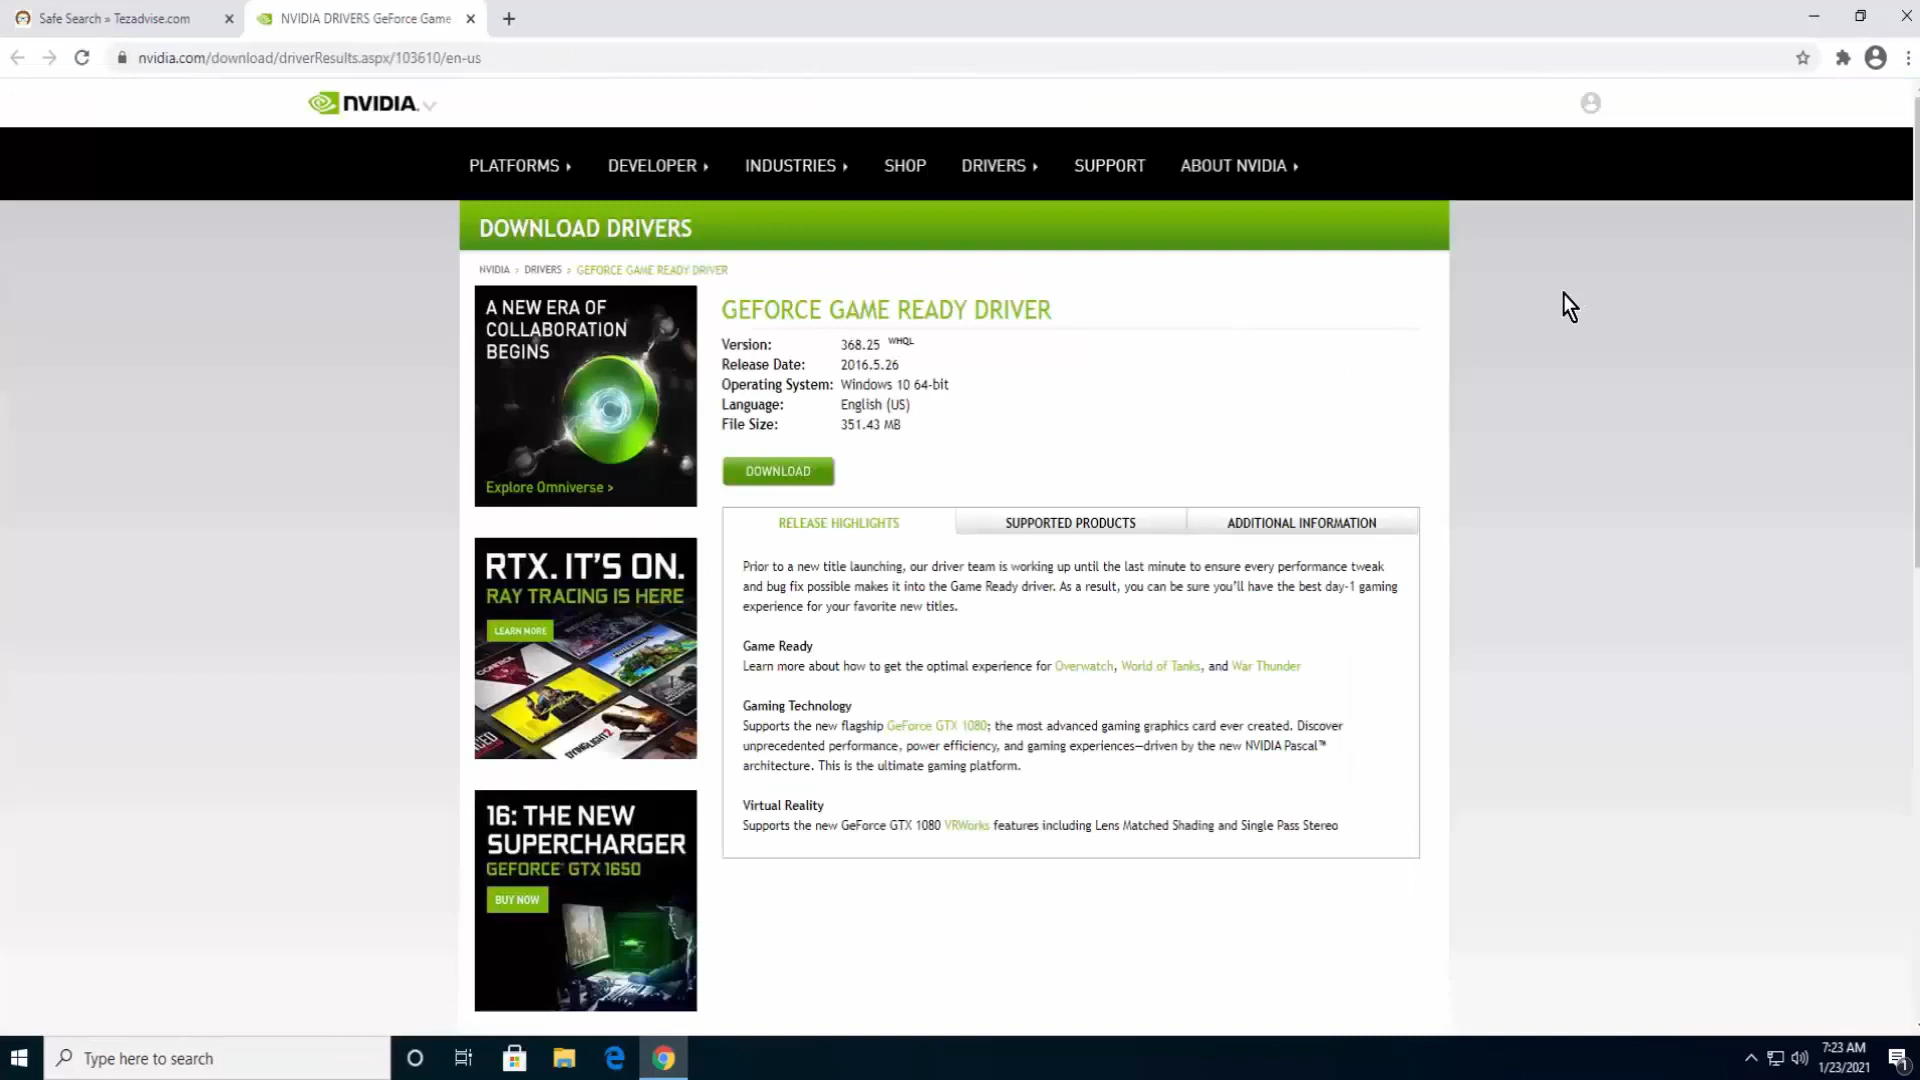 Safe Search » Tezadvise.com
NVIDIA DRIVERS GeForce Game
nvidia.com/download/driverResults.aspx/103610/en-us
NVIDIA.
PLATFORMS
DEVELOPER
INDUSTRIES
SHOP
DRIVERS
SUPPORT
ABOUT NVIDIA
DOWNLOAD DRIVERS
NVIDIA > DRIVERS > GEFORCE GAME READY DRIVER
A NEW ERA OF
COLLABORATION
BEGINS
Explore Omniverse >
GEFORCE GAME READY DRIVER
Version: 368.25 WHQL
Release Date: 2016.5.26
Operating System: Windows 10 64-bit
Language: English (US)
File Size: 351.43 MB
DOWNLOAD
RTX. IT'S ON.
RAY TRACING IS HERE
LEARN MORE
CONTROL
MINECRAFT
DYING LIGHT 2
RELEASE HIGHLIGHTS
SUPPORTED PRODUCTS
ADDITIONAL INFORMATION
Prior to a new title launching, our driver team is working up until the last minute to ensure every performance tweak
and bug fix possible makes it into the Game Ready driver. As a result, you can be sure you'll have the best day-1 gaming
experience for your favorite new titles.
Game Ready
Learn more about how to get the optimal experience for Overwatch, World of Tanks, and War Thunder
Gaming Technology
Supports the new flagship GeForce GTX 1080; the most advanced gaming graphics card ever created. Discover
unprecedented performance, power efficiency, and gaming experiences—driven by the new NVIDIA Pascal™
architecture. This is the ultimate gaming platform.
Virtual Reality
Supports the new GeForce GTX 1080 VRWorks features including Lens Matched Shading and Single Pass Stereo
16: THE NEW
SUPERCHARGER
GEFORCE® GTX 1650
BUY NOW
Type here to search
7:23 AM
1/23/2021
1